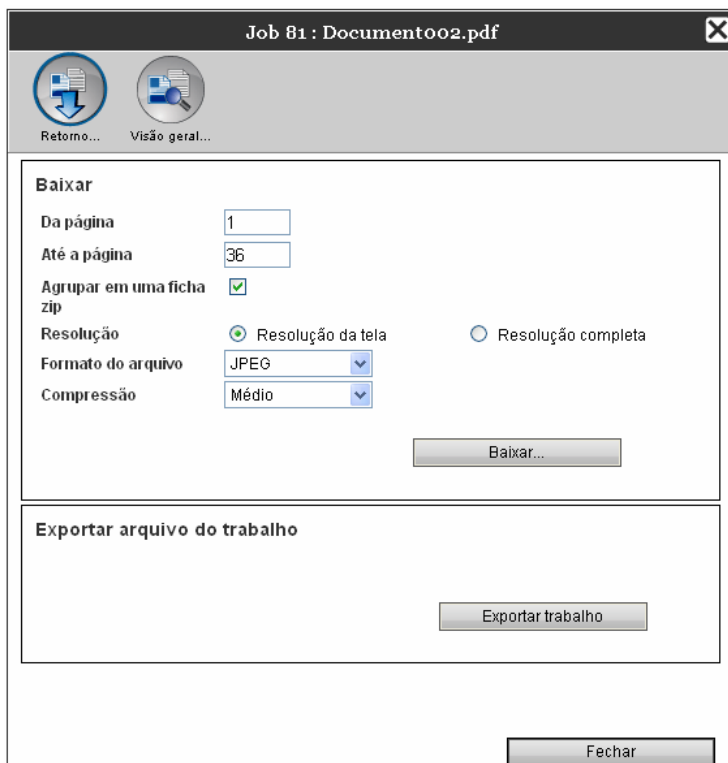 Job 81 : Document002.pdf
Retorno... Visão geral...
Baixar
Da página 1
Até a página 36
Agrupar em uma ficha
zip
Resolução Resolução da tela Resolução completa
Formato do arquivo JPEG
Compressão Médio
Baixar...
Exportar arquivo do trabalho
Exportar trabalho
Fechar